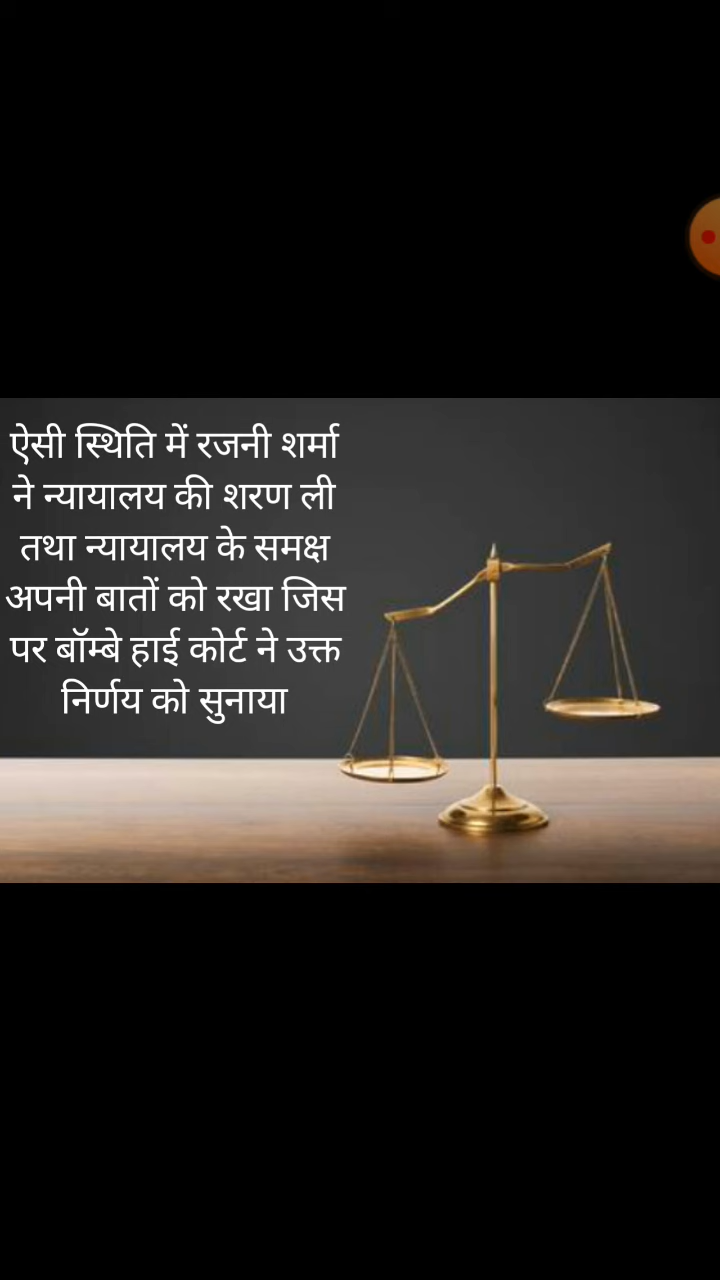 ऐसी स्थिति में रजनी शर्मा
ने न्यायालय की शरण ली
तथा न्यायालय के समक्ष
अपनी बातों को रखा जिस
पर बॉम्बे हाई कोर्ट ने उक्त
निर्णय को सुनाया